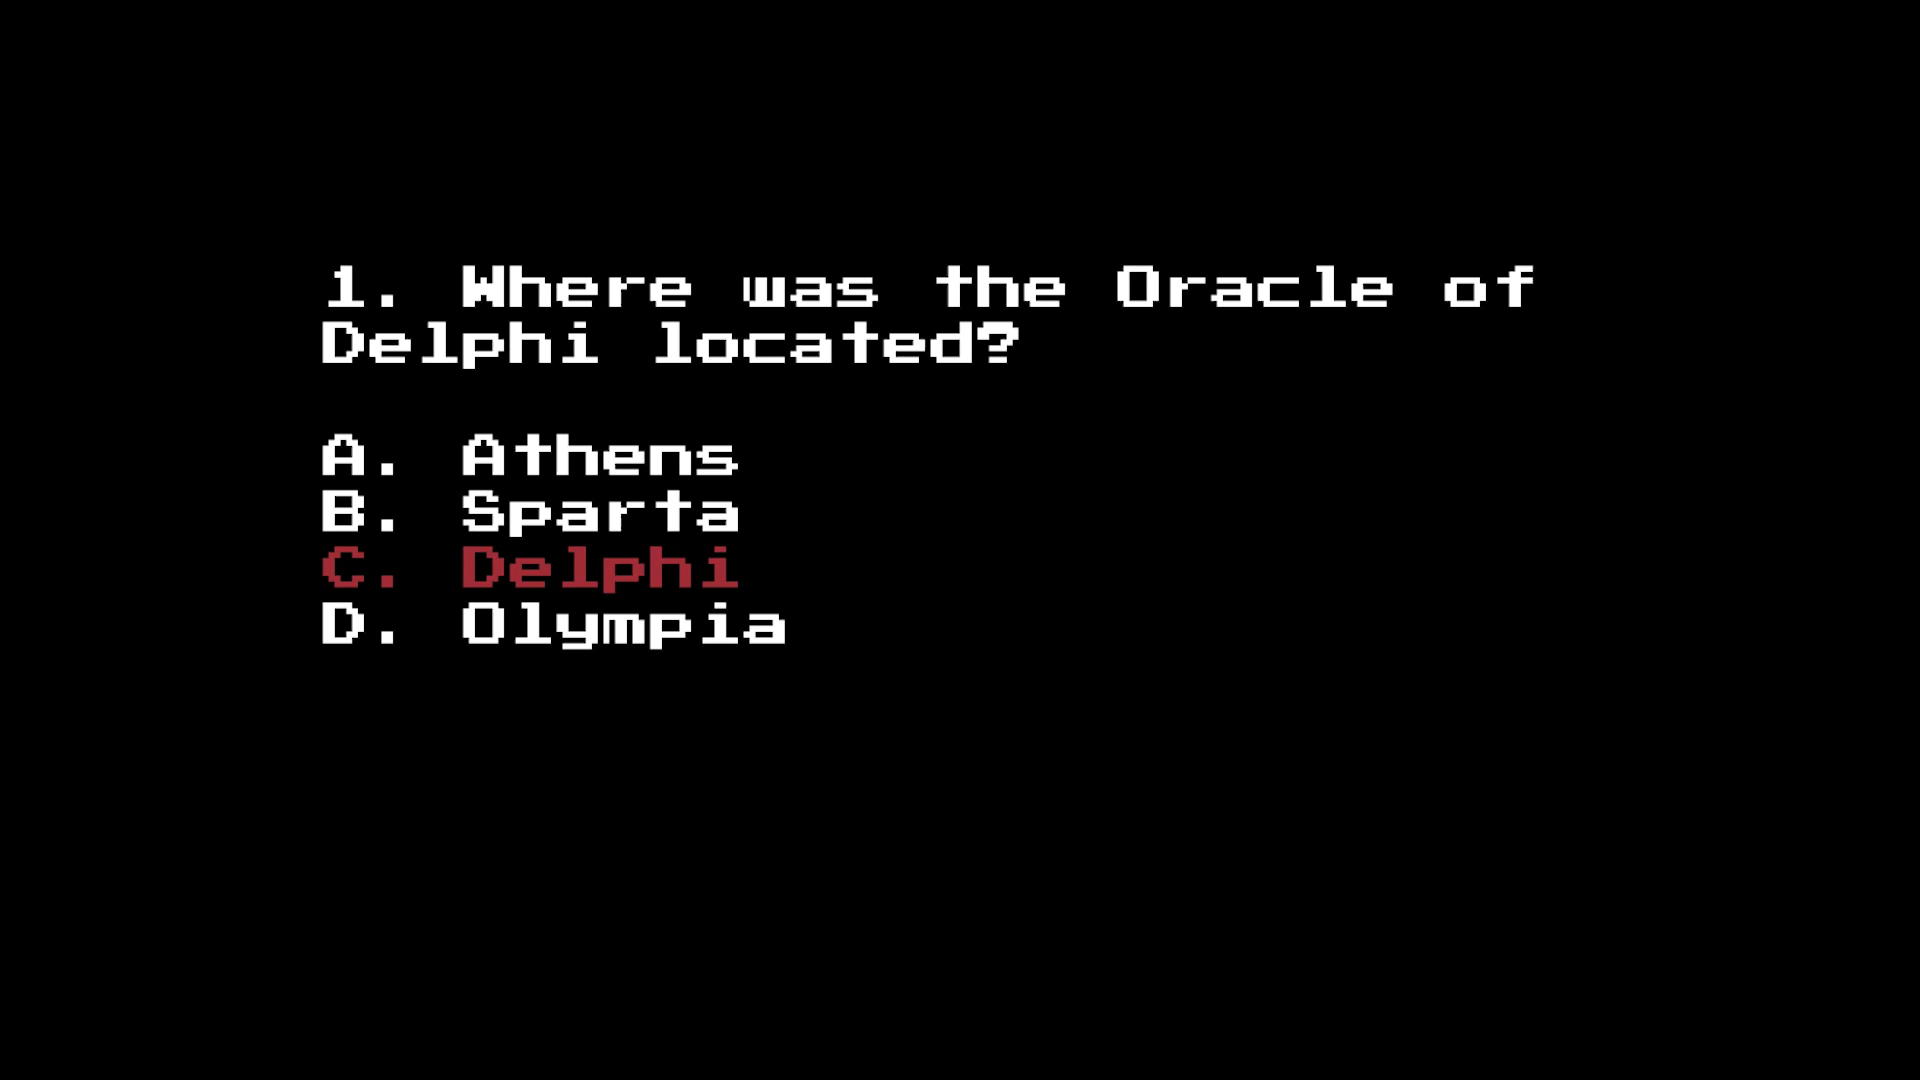 1. Where was the Oracle of
Delphi located?
A. Athens
B. Sparta
C. Delphi
D. Olympia